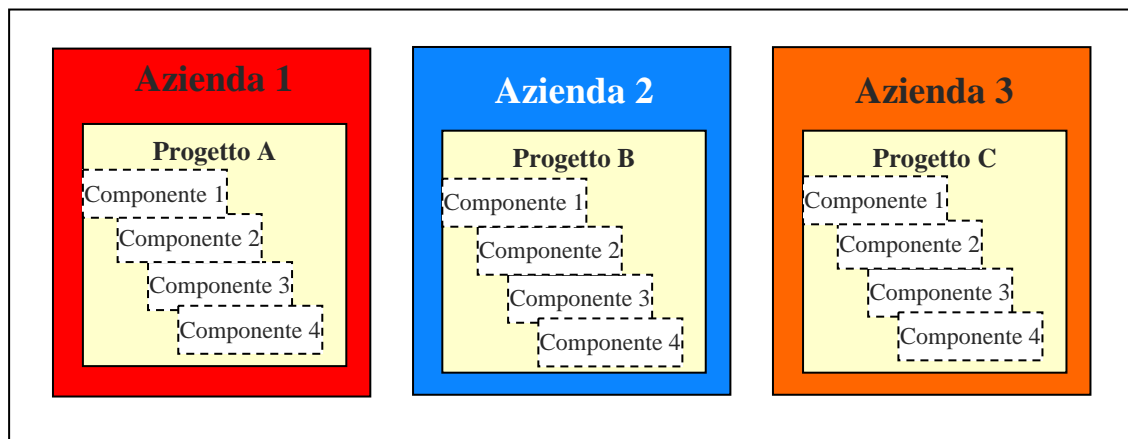 Azienda 1
Progetto A
Componente 1
Componente 2
Componente 3
Componente 4
Azienda 2
Progetto B
Componente 1
Componente 2
Componente 3
Componente 4
Azienda 3
Progetto C
Componente 1
Componente 2
Componente 3
Componente 4